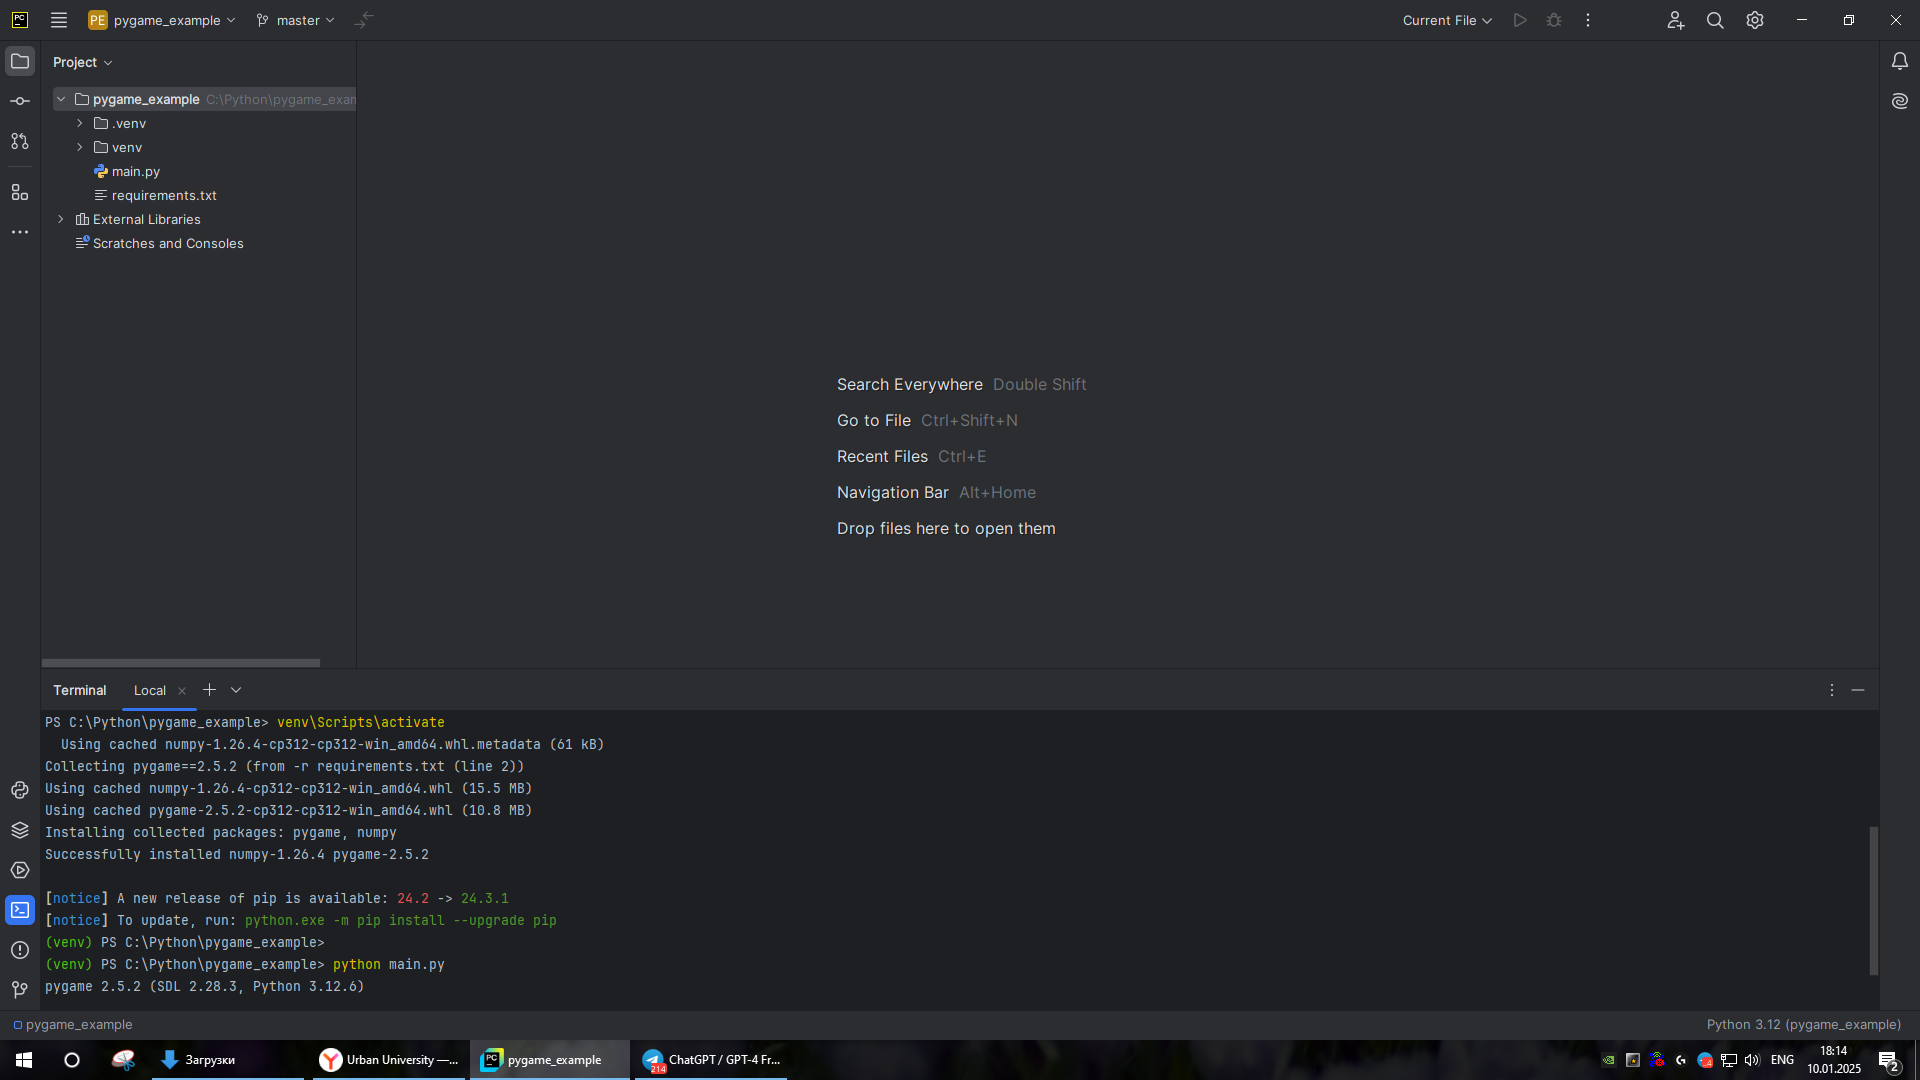 PC
PE pygame_example
master
Current File
Project
pygame_example C:\Python\pygame_exam
.venv
venv
main.py
requirements.txt
External Libraries
Scratches and Consoles
Search Everywhere Double Shift
Go to File Ctrl+Shift+N
Recent Files Ctrl+E
Navigation Bar Alt+Home
Drop files here to open them
Terminal Local
PS C:\Python\pygame_example> venv\Scripts\activate
Using cached numpy-1.26.4-cp312-cp312-win_amd64.whl.metadata (61 kB)
Collecting pygame==2.5.2 (from -r requirements.txt (line 2))
Using cached numpy-1.26.4-cp312-cp312-win_amd64.whl (15.5 MB)
Using cached pygame-2.5.2-cp312-cp312-win_amd64.whl (10.8 MB)
Installing collected packages: pygame, numpy
Successfully installed numpy-1.26.4 pygame-2.5.2
[notice] A new release of pip is available: 24.2 -> 24.3.1
[notice] To update, run: python.exe -m pip install --upgrade pip
(venv) PS C:\Python\pygame_example>
(venv) PS C:\Python\pygame_example> python main.py
pygame 2.5.2 (SDL 2.28.3, Python 3.12.6)
pygame_example
Python 3.12 (pygame_example)
Загрузки
Urban University —...
PC pygame_example
214 ChatGPT / GPT-4 Fr...
ENG
18:14
10.01.2025
2